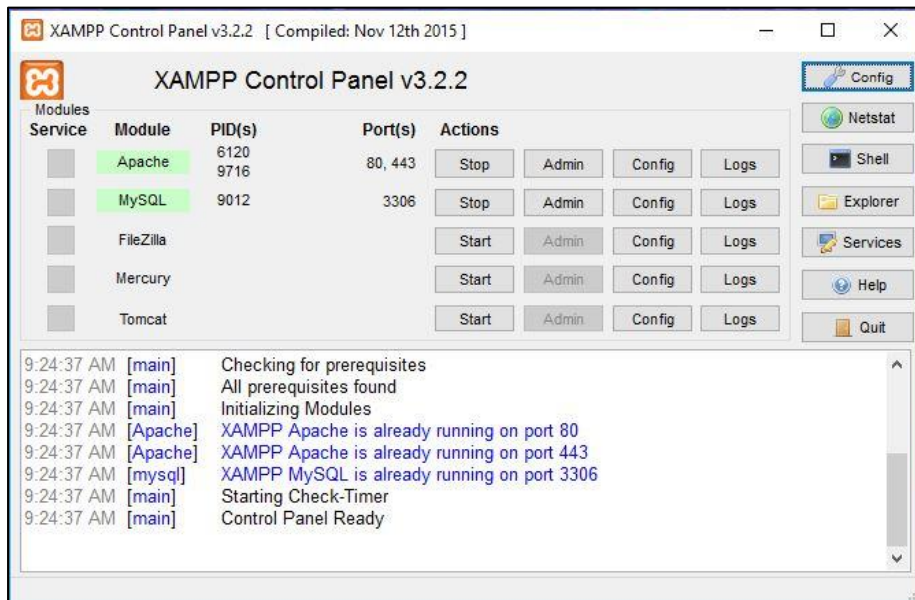 XAMPP Control Panel v3.2.2 [ Compiled: Nov 12th 2015 ]
XAMPP Control Panel v3.2.2
Config
Modules
Service Module PID(s) Port(s) Actions
Netstat
Apache 6120 9716 80, 443 Stop Admin Config Logs
Shell
MySQL 9012 3306 Stop Admin Config Logs
Explorer
FileZilla Start Admin Config Logs
Services
Mercury Start Admin Config Logs
Help
Tomcat Start Admin Config Logs
Quit
9:24:37 AM [main] Checking for prerequisites
9:24:37 AM [main] All prerequisites found
9:24:37 AM [main] Initializing Modules
9:24:37 AM [Apache] XAMPP Apache is already running on port 80
9:24:37 AM [Apache] XAMPP Apache is already running on port 443
9:24:37 AM [mysql] XAMPP MySQL is already running on port 3306
9:24:37 AM [main] Starting Check-Timer
9:24:37 AM [main] Control Panel Ready